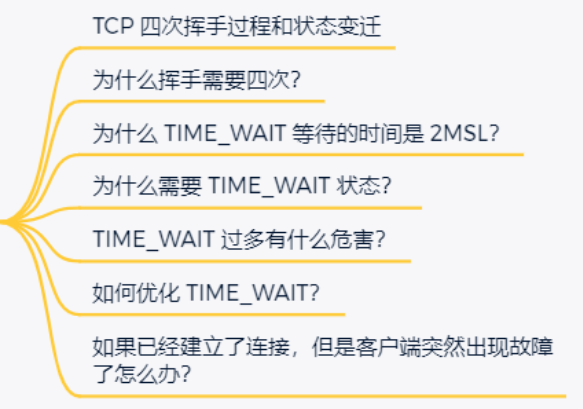 TCP 四次挥手过程和状态变迁
为什么挥手需要四次？
为什么 TIME_WAIT 等待的时间是 2MSL？
为什么需要 TIME_WAIT 状态？
TIME_WAIT 过多有什么危害？
如何优化 TIME_WAIT？
如果已经建立了连接，但是客户端突然出现故障
了怎么办？